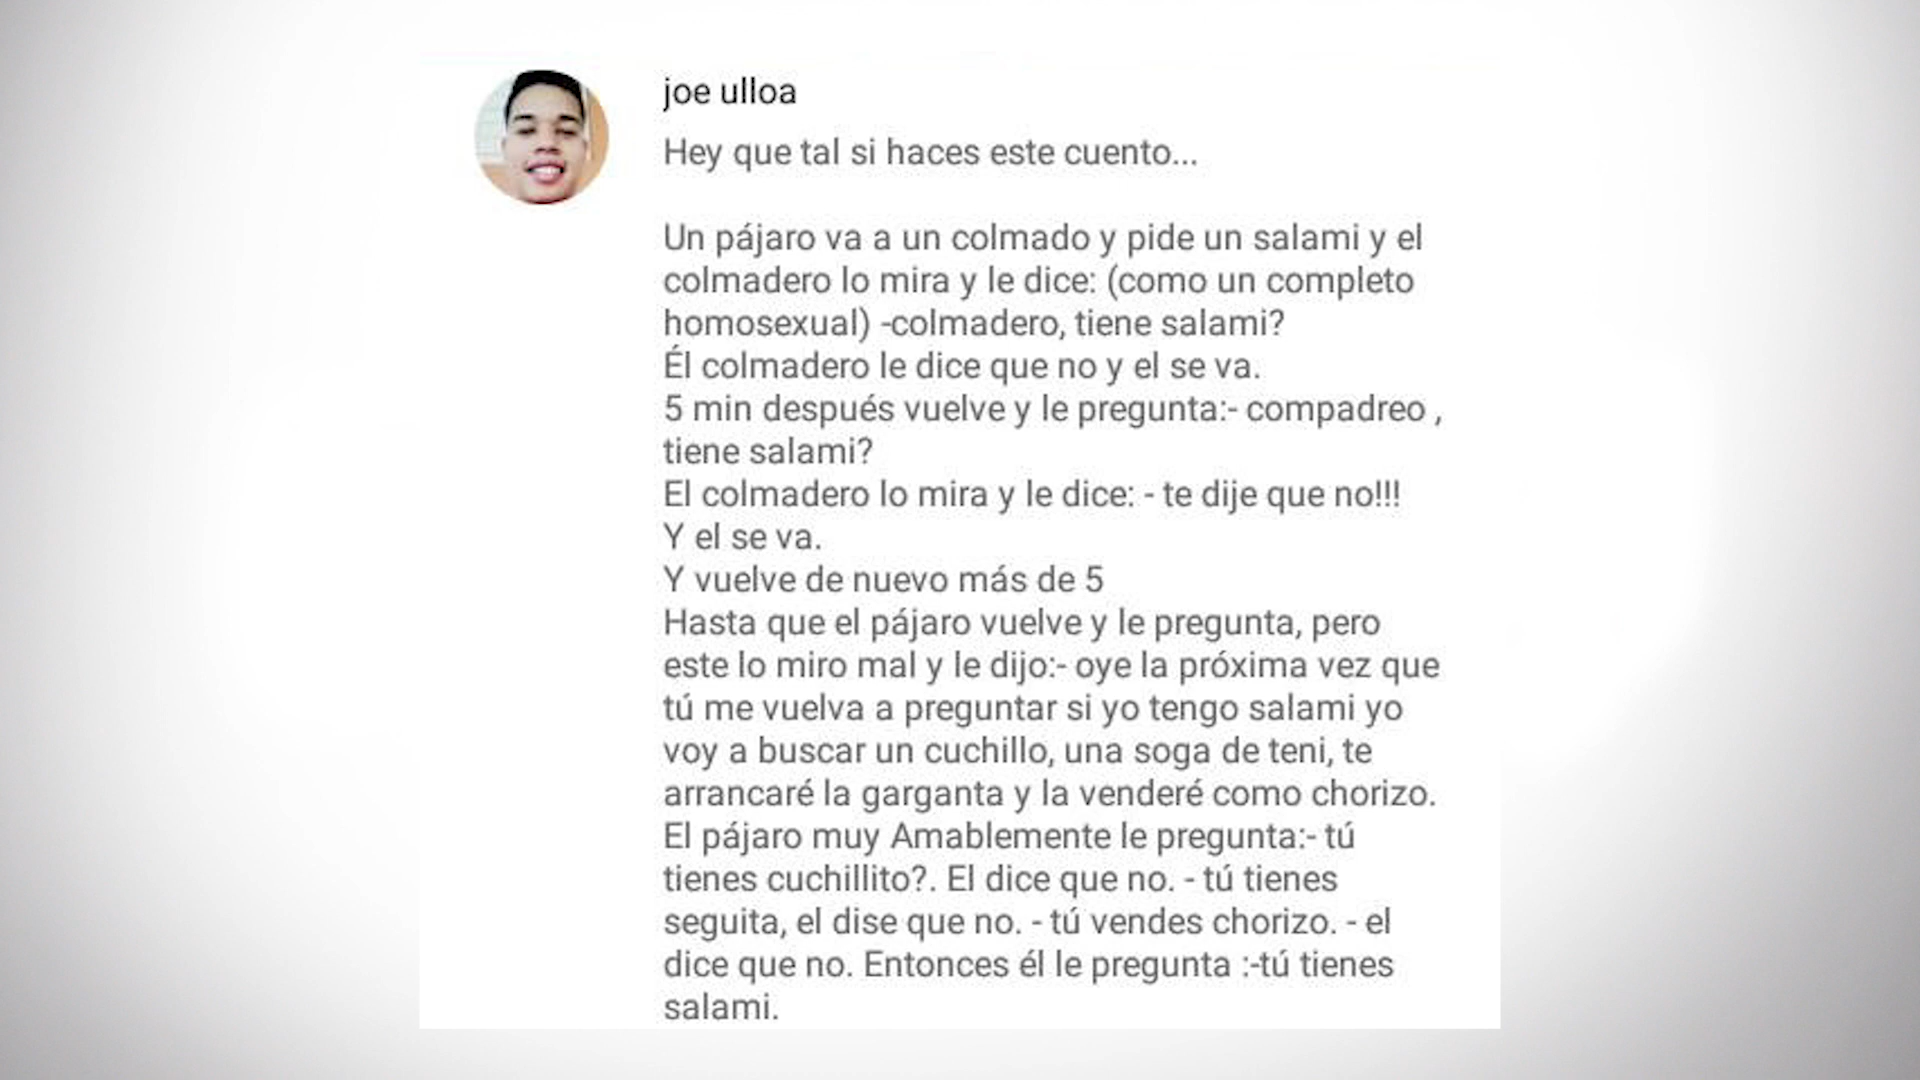 joe ulloa
Hey que tal si haces este cuento...
Un pájaro va a un colmado y pide un salami y el
colmadero lo mira y le dice: (como un completo
homosexual) -colmadero, tiene salami?
Él colmadero le dice que no y el se va.
5 min después vuelve y le pregunta:- compadreo ,
tiene salami?
El colmadero lo mira y le dice: - te dije que no!!!
Y el se va.
Y vuelve de nuevo más de 5
Hasta que el pájaro vuelve y le pregunta, pero
este lo miro mal y le dijo:- oye la próxima vez que
tú me vuelva a preguntar si yo tengo salami yo
voy a buscar un cuchillo, una soga de teni, te
arrancaré la garganta y la venderé como chorizo.
El pájaro muy Amablemente le pregunta:- tú
tienes cuchillito?. El dice que no. - tú tienes
seguita, el dise que no. - tú vendes chorizo. - el
dice que no. Entonces él le pregunta :-tú tienes
salami.